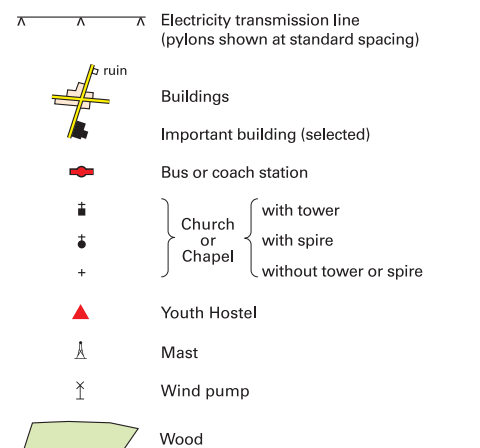 Electricity transmission line
(pylons shown at standard spacing)
ruin
Buildings
Important building (selected)
Bus or coach station
Church
or
Chapel
with tower
with spire
without tower or spire
Youth Hostel
Mast
Wind pump
Wood